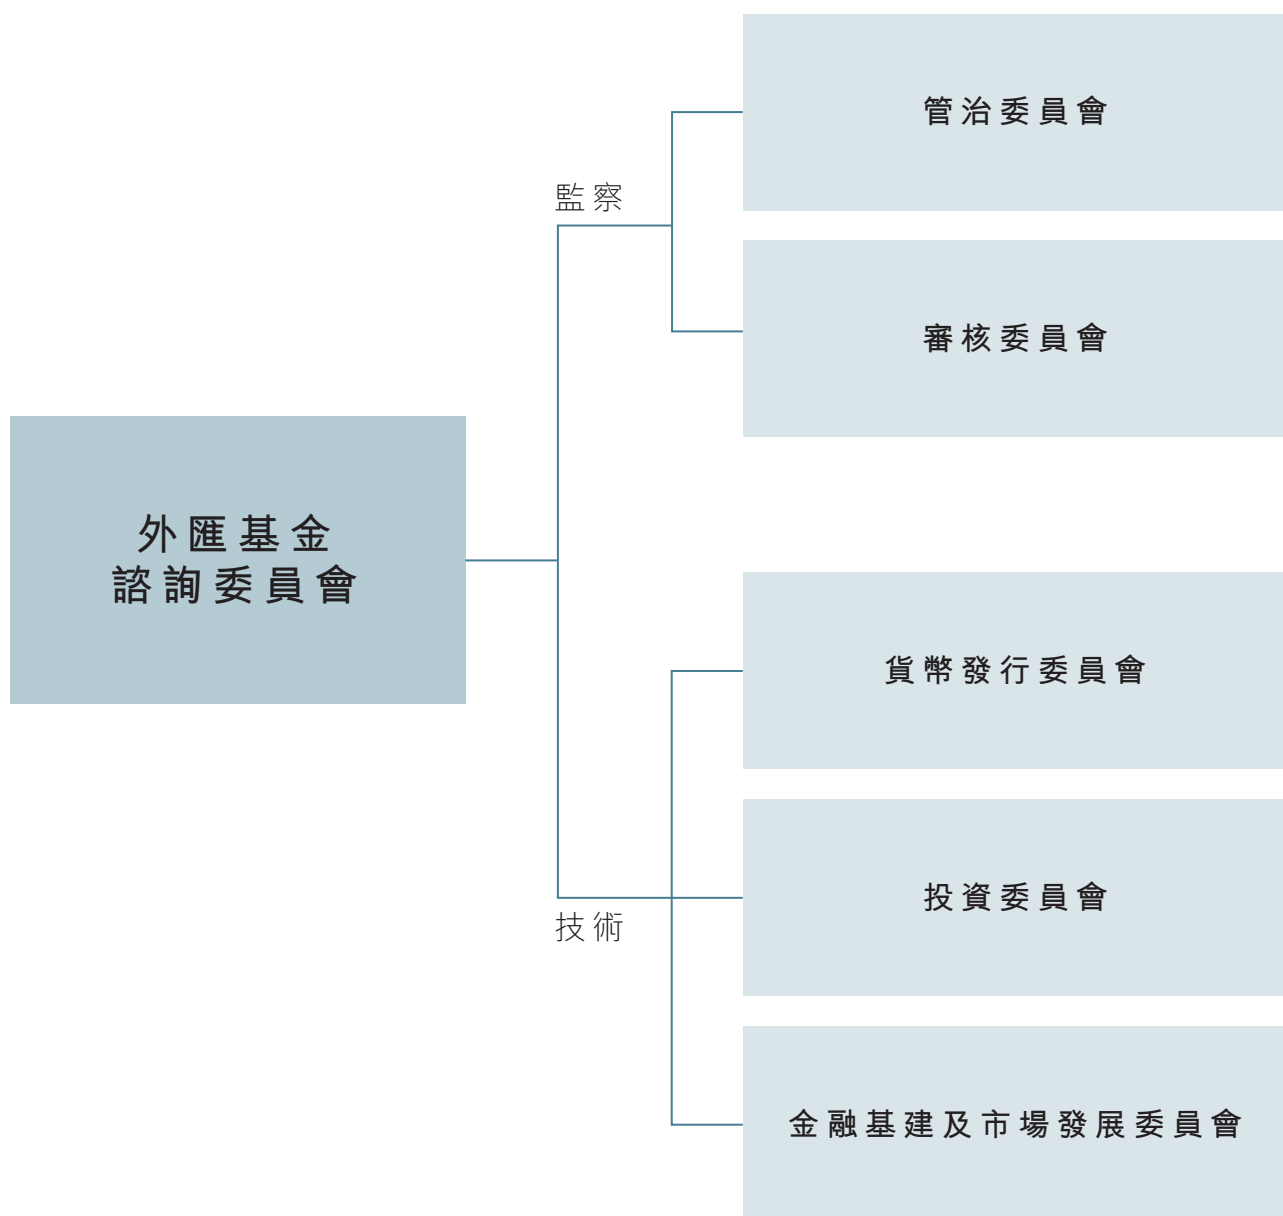 管治委員會
監察
審核委員會
外匯基金
諮詢委員會
貨幣發行委員會
投資委員會
技術
金融基建及市場發展委員會